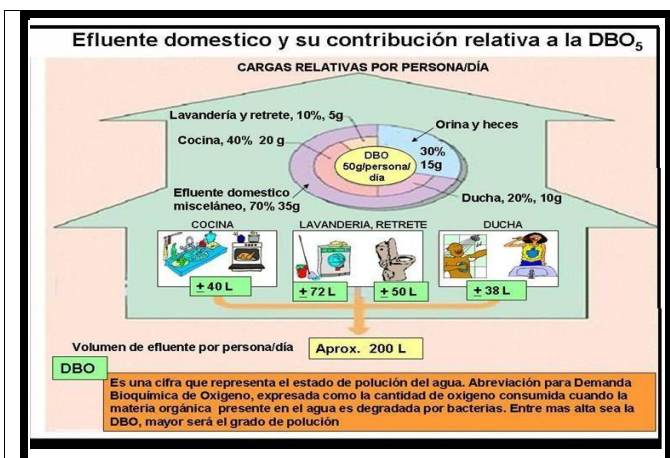 Efluente domestico y su contribución relativa a la DBO₅
CARGAS RELATIVAS POR PERSONA/DÍA
Lavandería y retrete, 10%, 5g
Orina y heces
Cocina, 40% 20 g
30%
15g
DBO
50g/persona/
día
Efluente domestico
misceláneo, 70% 35g
Ducha, 20%, 10g
COCINA
LAVANDERIA, RETRETE
DUCHA
± 40 L
± 72 L
± 50 L
± 38 L
Volumen de efluente por persona/día
Aprox. 200 L
DBO
Es una cifra que representa el estado de polución del agua. Abreviación para Demanda
Bioquímica de Oxigeno, expresada como la cantidad de oxigeno consumida cuando la
materia orgánica presente en el agua es degradada por bacterias. Entre mas alta sea la
DBO, mayor será el grado de polución